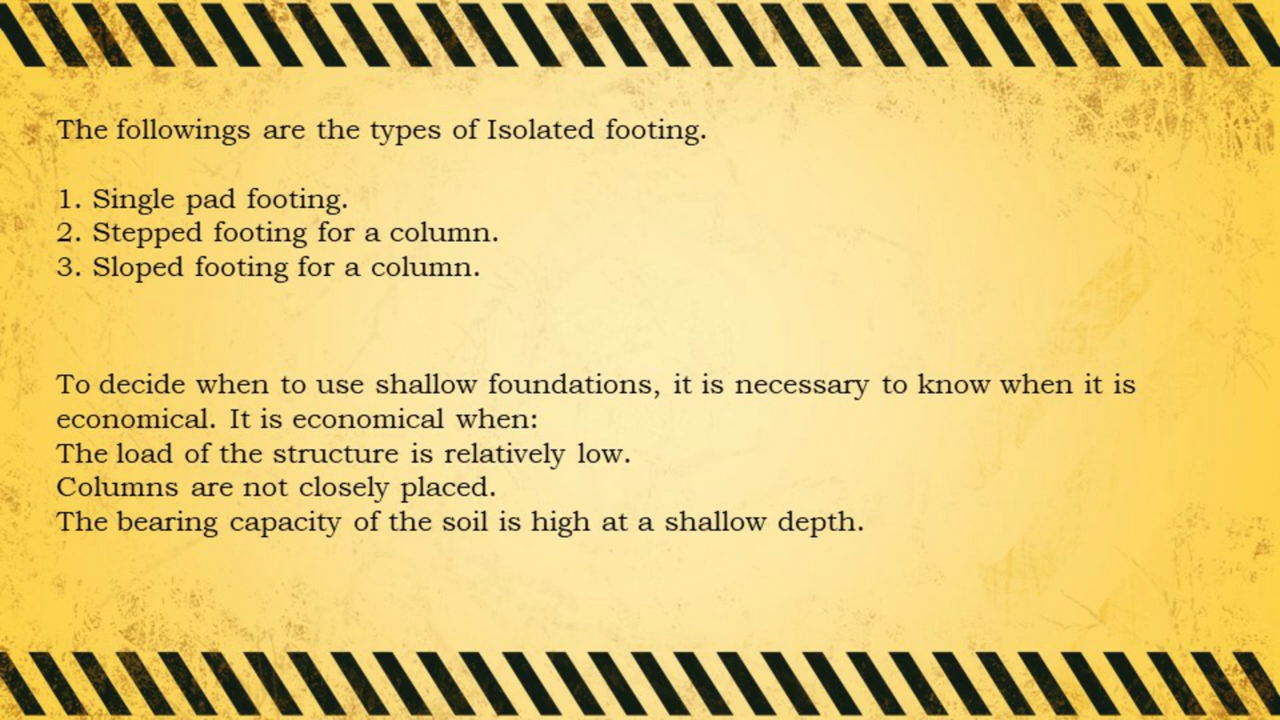 The followings are the types of Isolated footing.
1. Single pad footing.
2. Stepped footing for a column.
3. Sloped footing for a column.
To decide when to use shallow foundations, it is necessary to know when it is
economical. It is economical when:
The load of the structure is relatively low.
Columns are not closely placed.
The bearing capacity of the soil is high at a shallow depth.